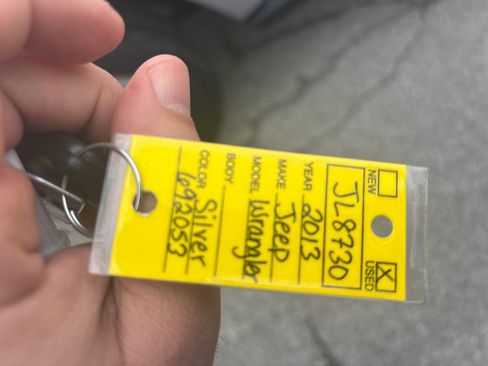 NEW USED X
JL8730
YEAR 2013
MAKE Jeep
MODEL Wrangler
BODY
COLOR Silver
692053